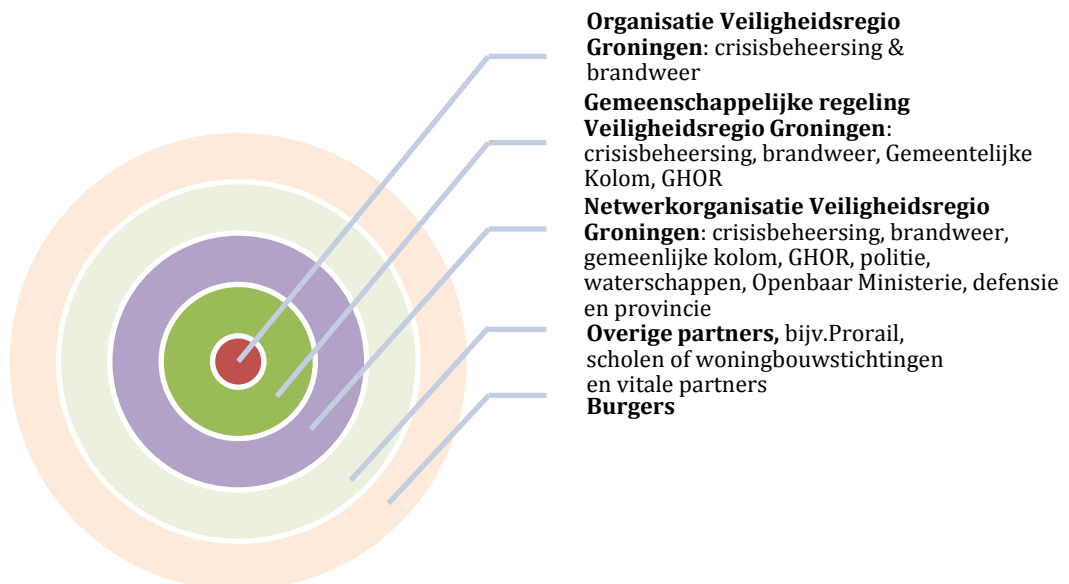 Organisatie Veiligheidsregio
Groningen: crisisbeheersing &
brandweer
Gemeenschappelijke regeling
Veiligheidsregio Groningen:
crisisbeheersing, brandweer, Gemeentelijke
Kolom, GHOR
Netwerkorganisatie Veiligheidsregio
Groningen: crisisbeheersing, brandweer,
gemeenlijke kolom, GHOR, politie,
waterschappen, Openbaar Ministerie, defensie
en provincie
Overige partners, bijv.Prorail,
scholen of woningbouwstichtingen
en vitale partners
Burgers